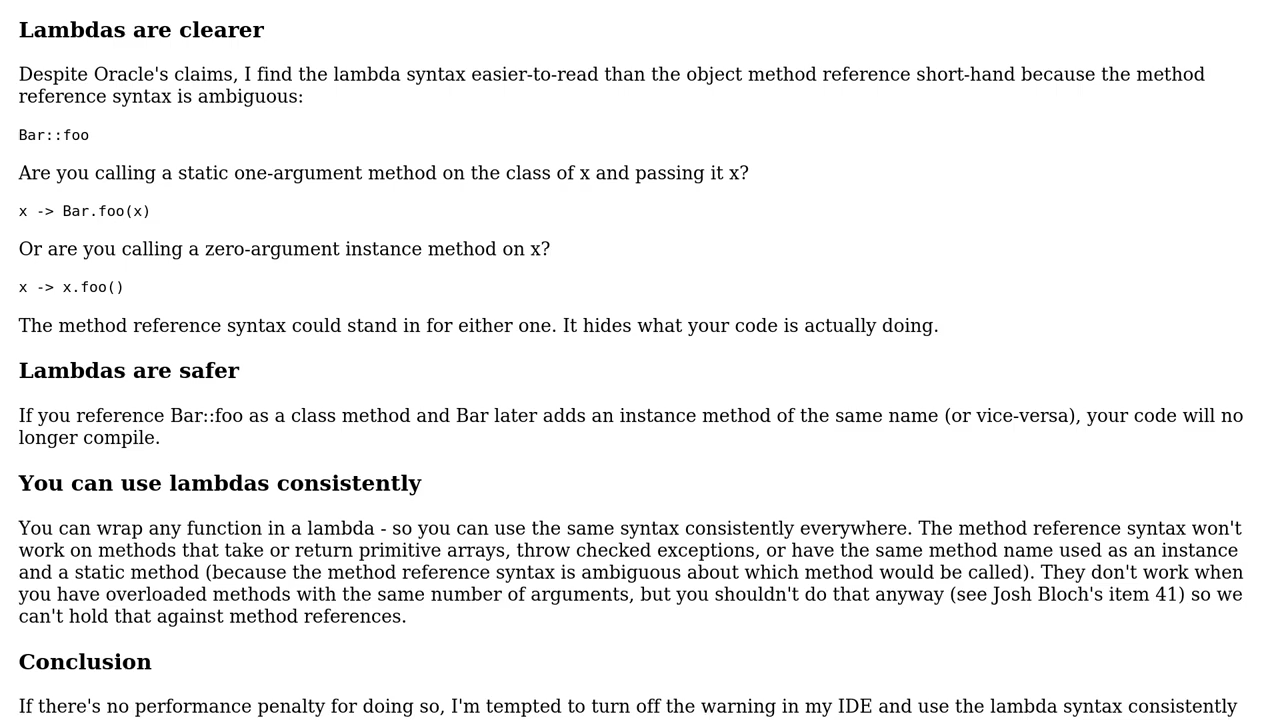 Lambdas are clearer
Despite Oracle's claims, I find the lambda syntax easier-to-read than the object method reference short-hand because the method
reference syntax is ambiguous:
Bar::foo
Are you calling a static one-argument method on the class of x and passing it x?
x -> Bar.foo(x)
Or are you calling a zero-argument instance method on x?
x -> x.foo()
The method reference syntax could stand in for either one. It hides what your code is actually doing.
Lambdas are safer
If you reference Bar::foo as a class method and Bar later adds an instance method of the same name (or vice-versa), your code will no
longer compile.
You can use lambdas consistently
You can wrap any function in a lambda - so you can use the same syntax consistently everywhere. The method reference syntax won't
work on methods that take or return primitive arrays, throw checked exceptions, or have the same method name used as an instance
and a static method (because the method reference syntax is ambiguous about which method would be called). They don't work when
you have overloaded methods with the same number of arguments, but you shouldn't do that anyway (see Josh Bloch's item 41) so we
can't hold that against method references.
Conclusion
If there's no performance penalty for doing so, I'm tempted to turn off the warning in my IDE and use the lambda syntax consistently